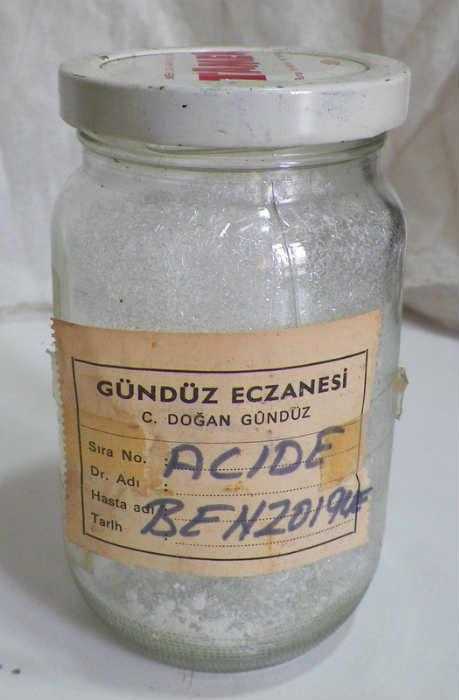 GÜNDÜZ ECZANESİ
C. DOĞAN GÜNDÜZ
Sıra No. :
Dr. Adı :
Hasta adı :
Tarih :
ACIDE
BENZOIQUE